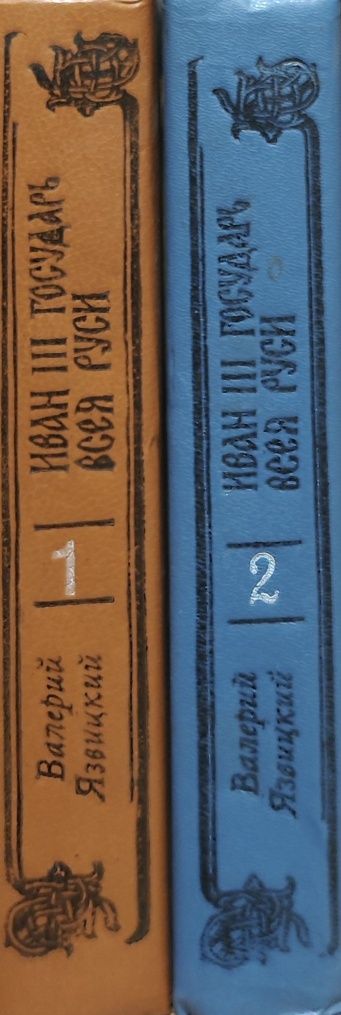 Валерий
Язвицкий
1
ИВАН III ГОСУДАРЬ
ВСЕЯ РУСИ
Валерий
Язвицкий
2
ИВАН III ГОСУДАРЬ
ВСЕЯ РУСИ